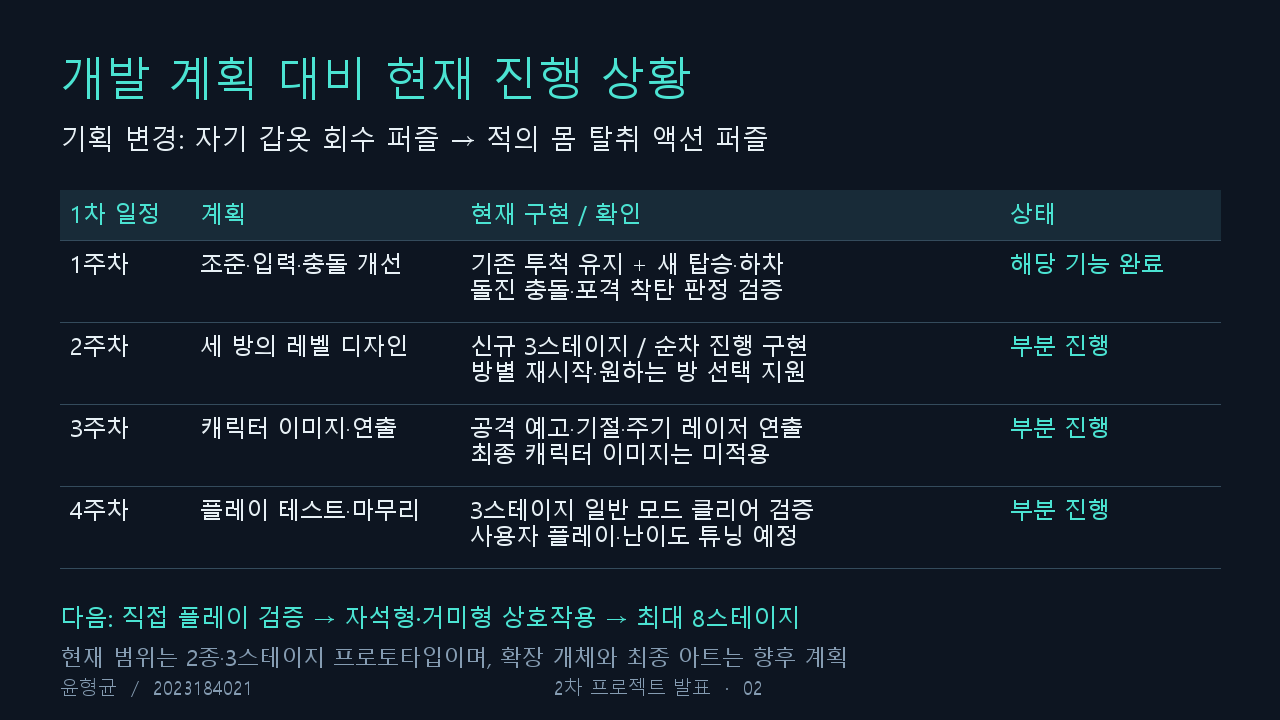 개발 계획 대비 현재 진행 상황
기획 변경: 자기 갑옷 회수 퍼즐 → 적의 몸 탈취 액션 퍼즐
1차 일정 계획 현재 구현 / 확인 상태
1주차 조준·입력·충돌 개선 기존 투척 유지 + 새 탑승·하차 해당 기능 완료
돌진 충돌·포격 착탄 판정 검증
2주차 세 방의 레벨 디자인 신규 3스테이지 / 순차 진행 구현 부분 진행
방별 재시작·원하는 방 선택 지원
3주차 캐릭터 이미지·연출 공격 예고·기절·주기 레이저 연출 부분 진행
최종 캐릭터 이미지는 미적용
4주차 플레이 테스트·마무리 3스테이지 일반 모드 클리어 검증 부분 진행
사용자 플레이·난이도 튜닝 예정
다음: 직접 플레이 검증 → 자석형·거미형 상호작용 → 최대 8스테이지
현재 범위는 2종·3스테이지 프로토타입이며, 확장 개체와 최종 아트는 향후 계획
윤형균 / 2023184021 2차 프로젝트 발표 · 02